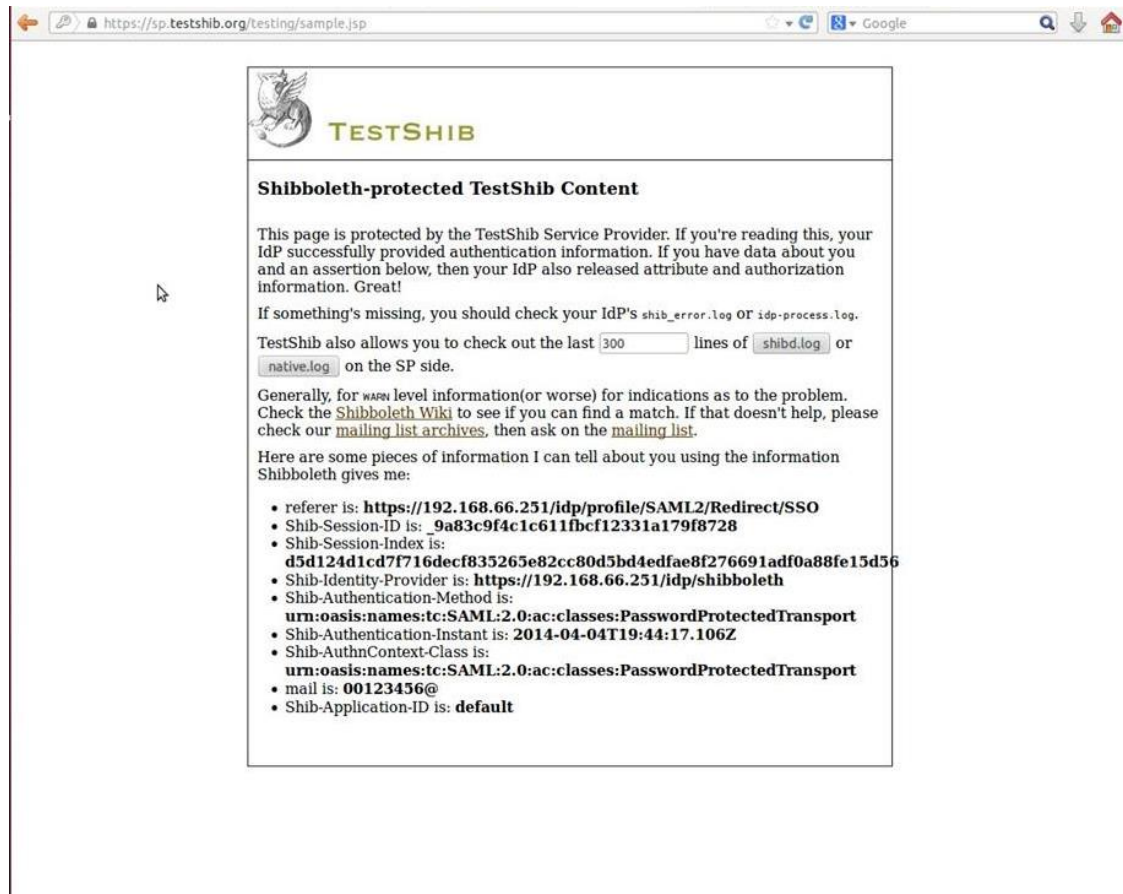 https://sp.testshib.org/testing/sample.jsp
Google
TESTSHIB
Shibboleth-protected TestShib Content
This page is protected by the TestShib Service Provider. If you're reading this, your
IdP successfully provided authentication information. If you have data about you
and an assertion below, then your IdP also released attribute and authorization
information. Great!
If something's missing, you should check your IdP's shib_error.log or idp-process.log.
TestShib also allows you to check out the last 300 lines of shibd.log or
native.log on the SP side.
Generally, for WARN level information(or worse) for indications as to the problem.
Check the Shibboleth Wiki to see if you can find a match. If that doesn't help, please
check our mailing list archives, then ask on the mailing list.
Here are some pieces of information I can tell about you using the information
Shibboleth gives me:
• referer is: https://192.168.66.251/idp/profile/SAML2/Redirect/SSO
• Shib-Session-ID is: _9a83c9f4c1c611fbcf12331a179f8728
• Shib-Session-Index is:
d5d124d1cd7f716decf835265e82cc80d5bd4edfae8f276691adf0a88fe15d56
• Shib-Identity-Provider is: https://192.168.66.251/idp/shibboleth
• Shib-Authentication-Method is:
urn:oasis:names:tc:SAML:2.0:ac:classes:PasswordProtectedTransport
• Shib-Authentication-Instant is: 2014-04-04T19:44:17.106Z
• Shib-AuthnContext-Class is:
urn:oasis:names:tc:SAML:2.0:ac:classes:PasswordProtectedTransport
• mail is: 00123456@
• Shib-Application-ID is: default